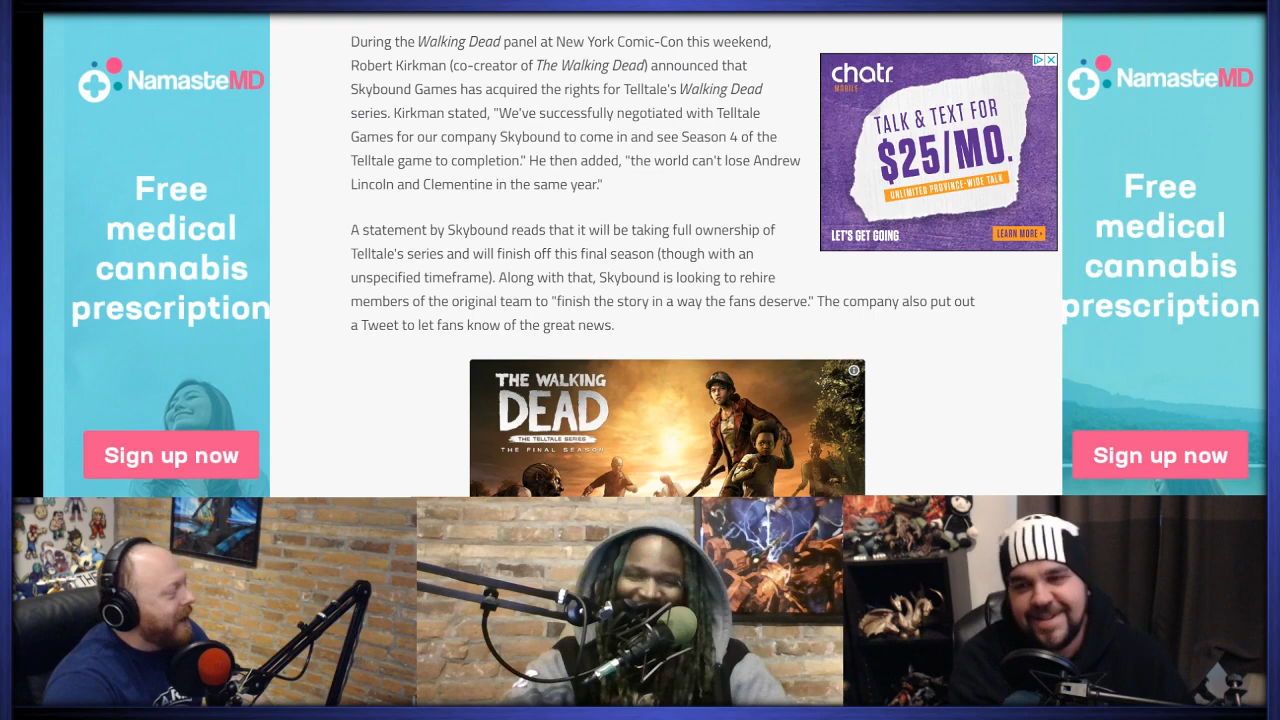 NamasteMD
Free
medical
cannabis
prescription
Sign up now
During the Walking Dead panel at New York Comic-Con this weekend,
Robert Kirkman (co-creator of The Walking Dead) announced that
Skybound Games has acquired the rights for Telltale's Walking Dead
series. Kirkman stated, "We've successfully negotiated with Telltale
Games for our company Skybound to come in and see Season 4 of the
Telltale game to completion." He then added, "the world can't lose Andrew
Lincoln and Clementine in the same year."
A statement by Skybound reads that it will be taking full ownership of
Telltale's series and will finish off this final season (though with an
unspecified timeframe). Along with that, Skybound is looking to rehire
members of the original team to "finish the story in a way the fans deserve." The company also put out
a Tweet to let fans know of the great news.
THE WALKING
DEAD
THE TELLTALE SERIES
THE FINAL SEASON
chatr
MOBILE
TALK & TEXT FOR
$25/MO.
UNLIMITED PROVINCE-WIDE TALK
LET'S GET GOING
LEARN MORE
NamasteMD
Free
medical
cannabis
prescription
Sign up now